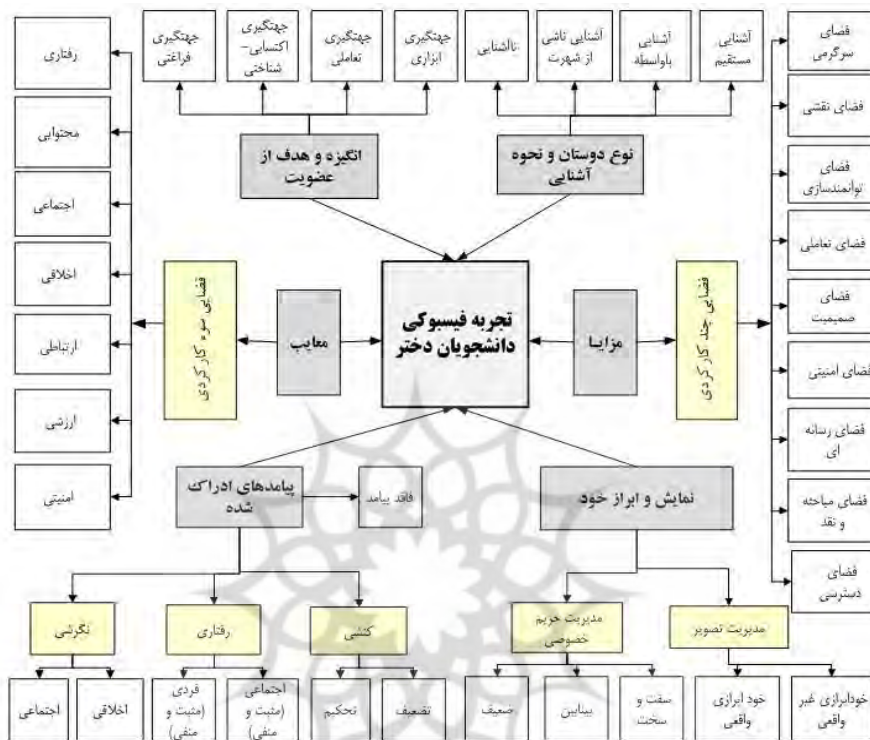 فضای
سرگرمی
فضای نقشی
فضای
توانمندسازی
فضای تعاملی
فضای
صمیمیت
فضای امنیتی
فضای رسانه
ای
فضای مباحثه
و نقد
فضای
دسترسی
آشنایی
مستقیم
آشنایی
باواسطه
آشنایی ناشی
از شهرت
ناآشنایی
جهتگیری
ابزاری
جهتگیری
تعاملی
جهتگیری
اکتسابی-
شناختی
جهتگیری
فراغتی
نوع دوستان و نحوه
آشنایی
انگیزه و هدف از
عضویت
رفتاری
محتوایی
اجتماعی
اخلاقی
ارتباطی
ارزشی
امنیتی
فضایی چند کارکردی
مزایا
تجربه فیسبوکی
دانشجویان دختر
معایب
فضایی سوء کارکردی
نمایش و ابراز خود
پیامدهای ادراک
شده
فاقد پیامد
مدیریت تصویر
مدیریت حریم
خصوصی
کنشی
رفتاری
نگرشی
خودابرازی غیر
واقعی
خود ابرازی
واقعی
سفت و
سخت
بینابین
ضعیف
تضعیف
تحکیم
اجتماعی
(مثبت و
منفی)
فردی
(مثبت و
منفی)
اخلاقی
اجتماعی